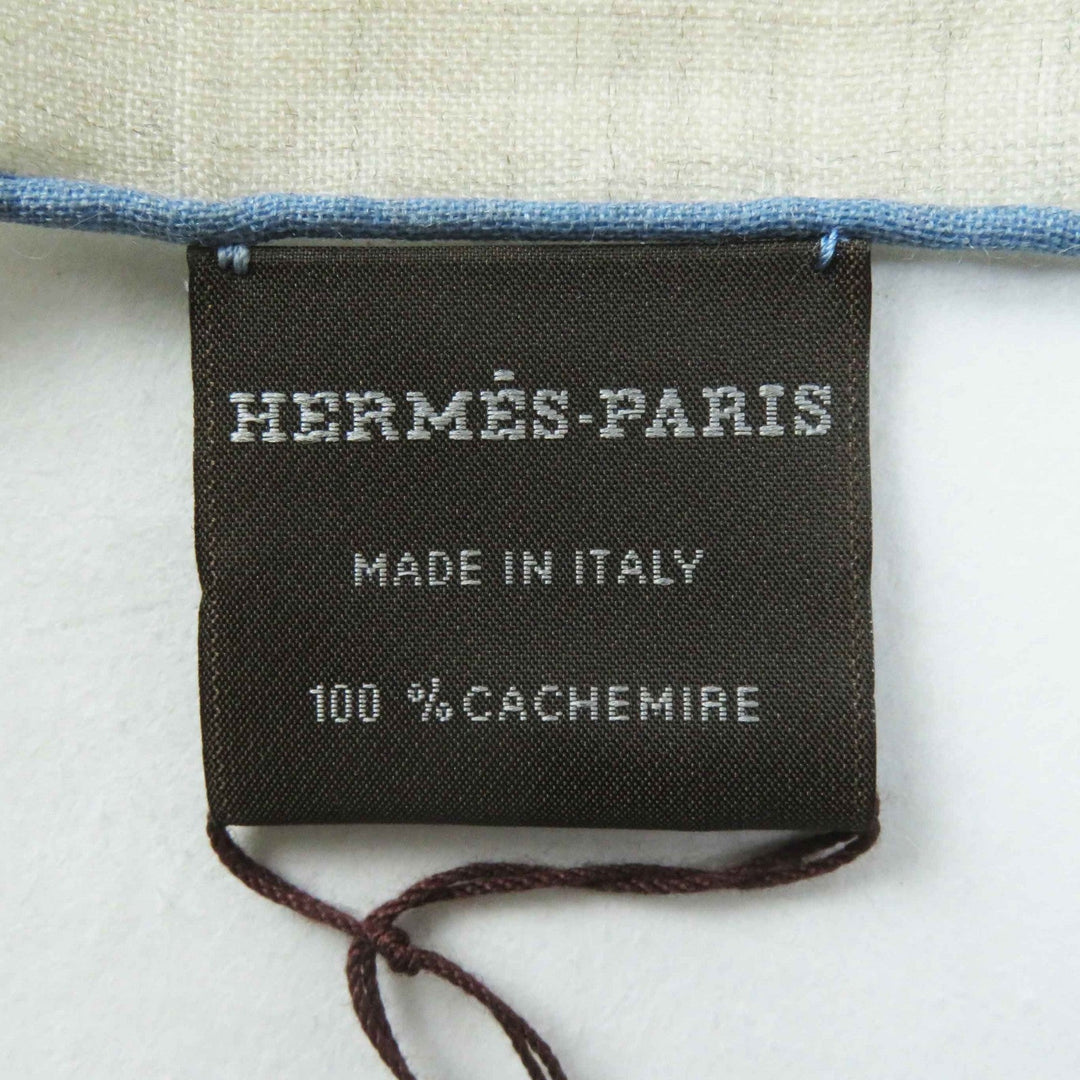 HERMÈS-PARIS
MADE IN ITALY
100 % CACHEMIRE